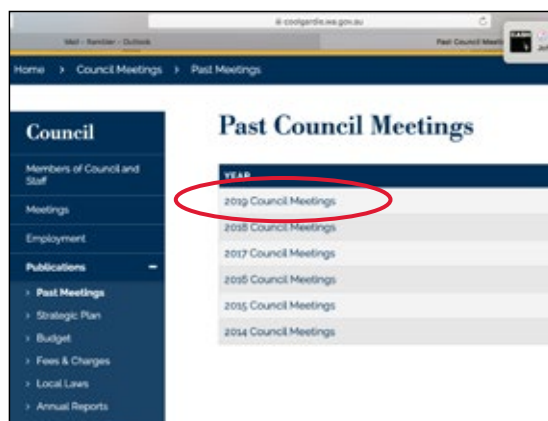 coolgardie.wa.gov.au
Mail - Rambler - Outlook
Past Council Meeti
CASH
Home > Council Meetings > Past Meetings
Council
Members of Council and
Staff
Meetings
Employment
Publications –
> Past Meetings
> Strategic Plan
> Budget
> Fees & Charges
> Local Laws
> Annual Reports
Past Council Meetings
YEAR
2019 Council Meetings
2018 Council Meetings
2017 Council Meetings
2016 Council Meetings
2015 Council Meetings
2014 Council Meetings